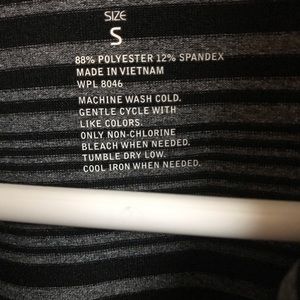 SIZE
S
88% POLYESTER 12% SPANDEX
MADE IN VIETNAM
WPL 8046
MACHINE WASH COLD.
GENTLE CYCLE WITH
LIKE COLORS.
ONLY NON-CHLORINE
BLEACH WHEN NEEDED.
TUMBLE DRY LOW.
COOL IRON WHEN NEEDED.